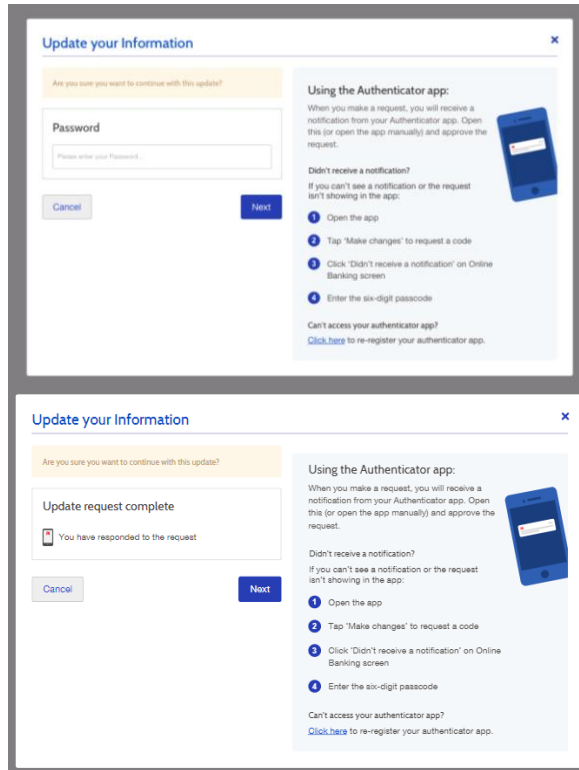 Update your Information
×
Are you sure you want to continue with this update?
Password
Please enter your Password...
Cancel
Next
Using the Authenticator app:
When you make a request, you will receive a
notification from your Authenticator app. Open
this (or open the app manually) and approve the
request.
Didn't receive a notification?
If you can't see a notification or the request
isn't showing in the app:
1 Open the app
2 Tap 'Make changes' to request a code
3 Click 'Didn't receive a notification' on Online
Banking screen
4 Enter the six-digit passcode
Can't access your authenticator app?
Click here to re-register your authenticator app.
Update your Information
×
Are you sure you want to continue with this update?
Update request complete
You have responded to the request
Cancel
Next
Using the Authenticator app:
When you make a request, you will receive a
notification from your Authenticator app. Open
this (or open the app manually) and approve the
request.
Didn't receive a notification?
If you can't see a notification or the request
isn't showing in the app:
1 Open the app
2 Tap 'Make changes' to request a code
3 Click 'Didn't receive a notification' on Online
Banking screen
4 Enter the six-digit passcode
Can't access your authenticator app?
Click here to re-register your authenticator app.